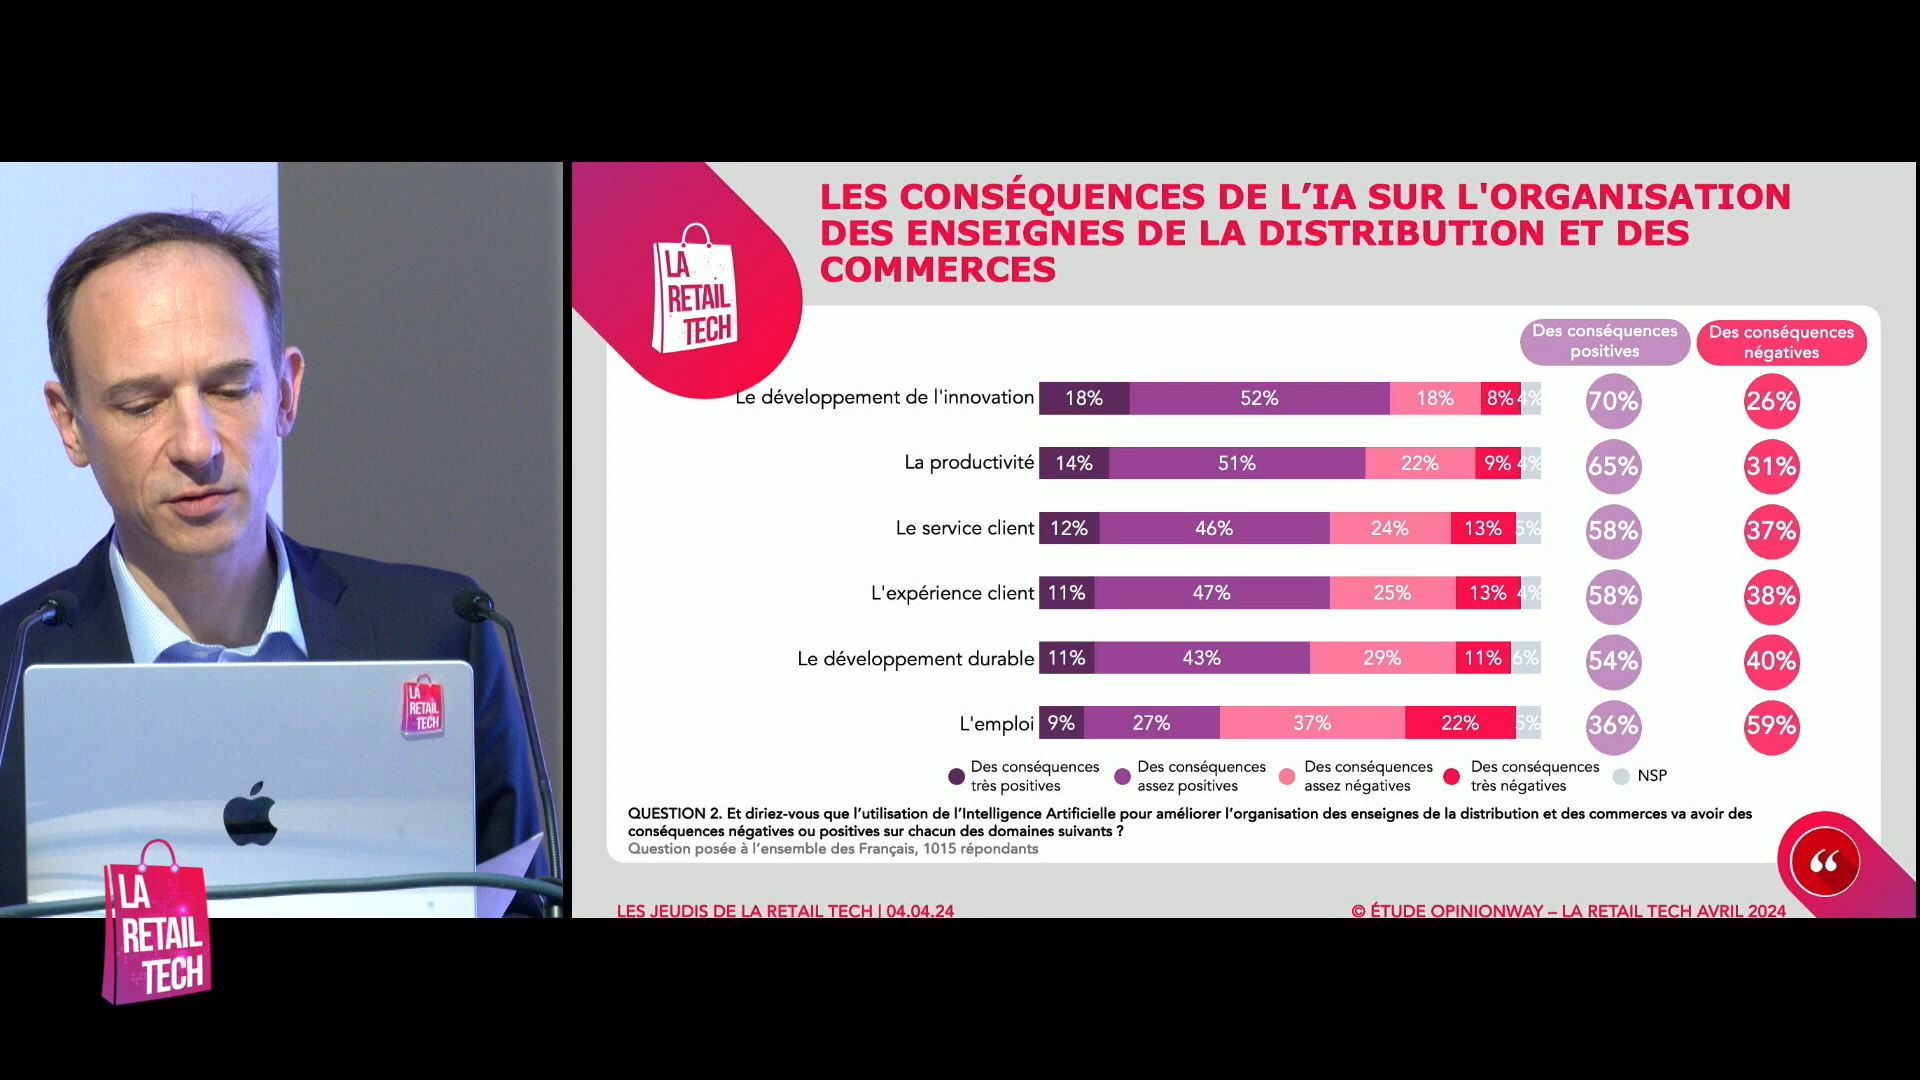 LES CONSÉQUENCES DE L’IA SUR L'ORGANISATION
DES ENSEIGNES DE LA DISTRIBUTION ET DES
COMMERCES
LA
RETAIL
TECH
Des conséquences
positives
Des conséquences
négatives
Le développement de l'innovation 18% 52% 18% 8% 4% 70% 26%
La productivité 14% 51% 22% 9% 4% 65% 31%
Le service client 12% 46% 24% 13% 5% 58% 37%
L'expérience client 11% 47% 25% 13% 4% 58% 38%
Le développement durable 11% 43% 29% 11% 6% 54% 40%
L'emploi 9% 27% 37% 22% 5% 36% 59%
Des conséquences
très positives
Des conséquences
assez positives
Des conséquences
assez négatives
Des conséquences
très négatives
NSP
QUESTION 2. Et diriez-vous que l’utilisation de l’Intelligence Artificielle pour améliorer l’organisation des enseignes de la distribution et des commerces va avoir des
conséquences négatives ou positives sur chacun des domaines suivants ?
Question posée à l’ensemble des Français, 1015 répondants
LES JEUDIS DE LA RETAIL TECH | 04.04.24
© ÉTUDE OPINIONWAY – LA RETAIL TECH AVRIL 2024
LA
RETAIL
TECH
LA
RETAIL
TECH